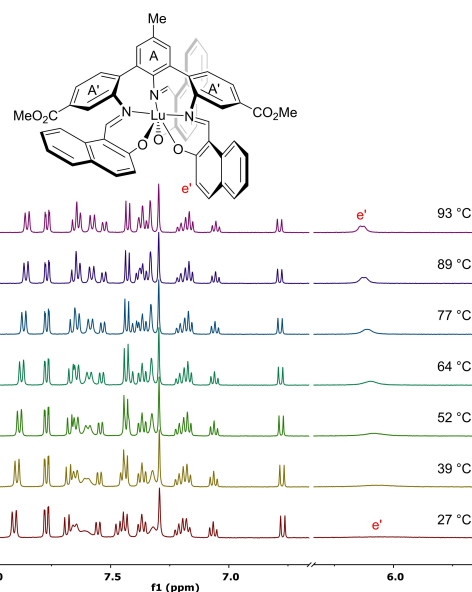 Me
A
A'
A'
MeO₂C
N
CO₂Me
N
Lu
N
O
O
O
e'
e'
93 °C
89 °C
77 °C
64 °C
52 °C
39 °C
e'
27 °C
0
7.5
7.0
6.0
f1 (ppm)